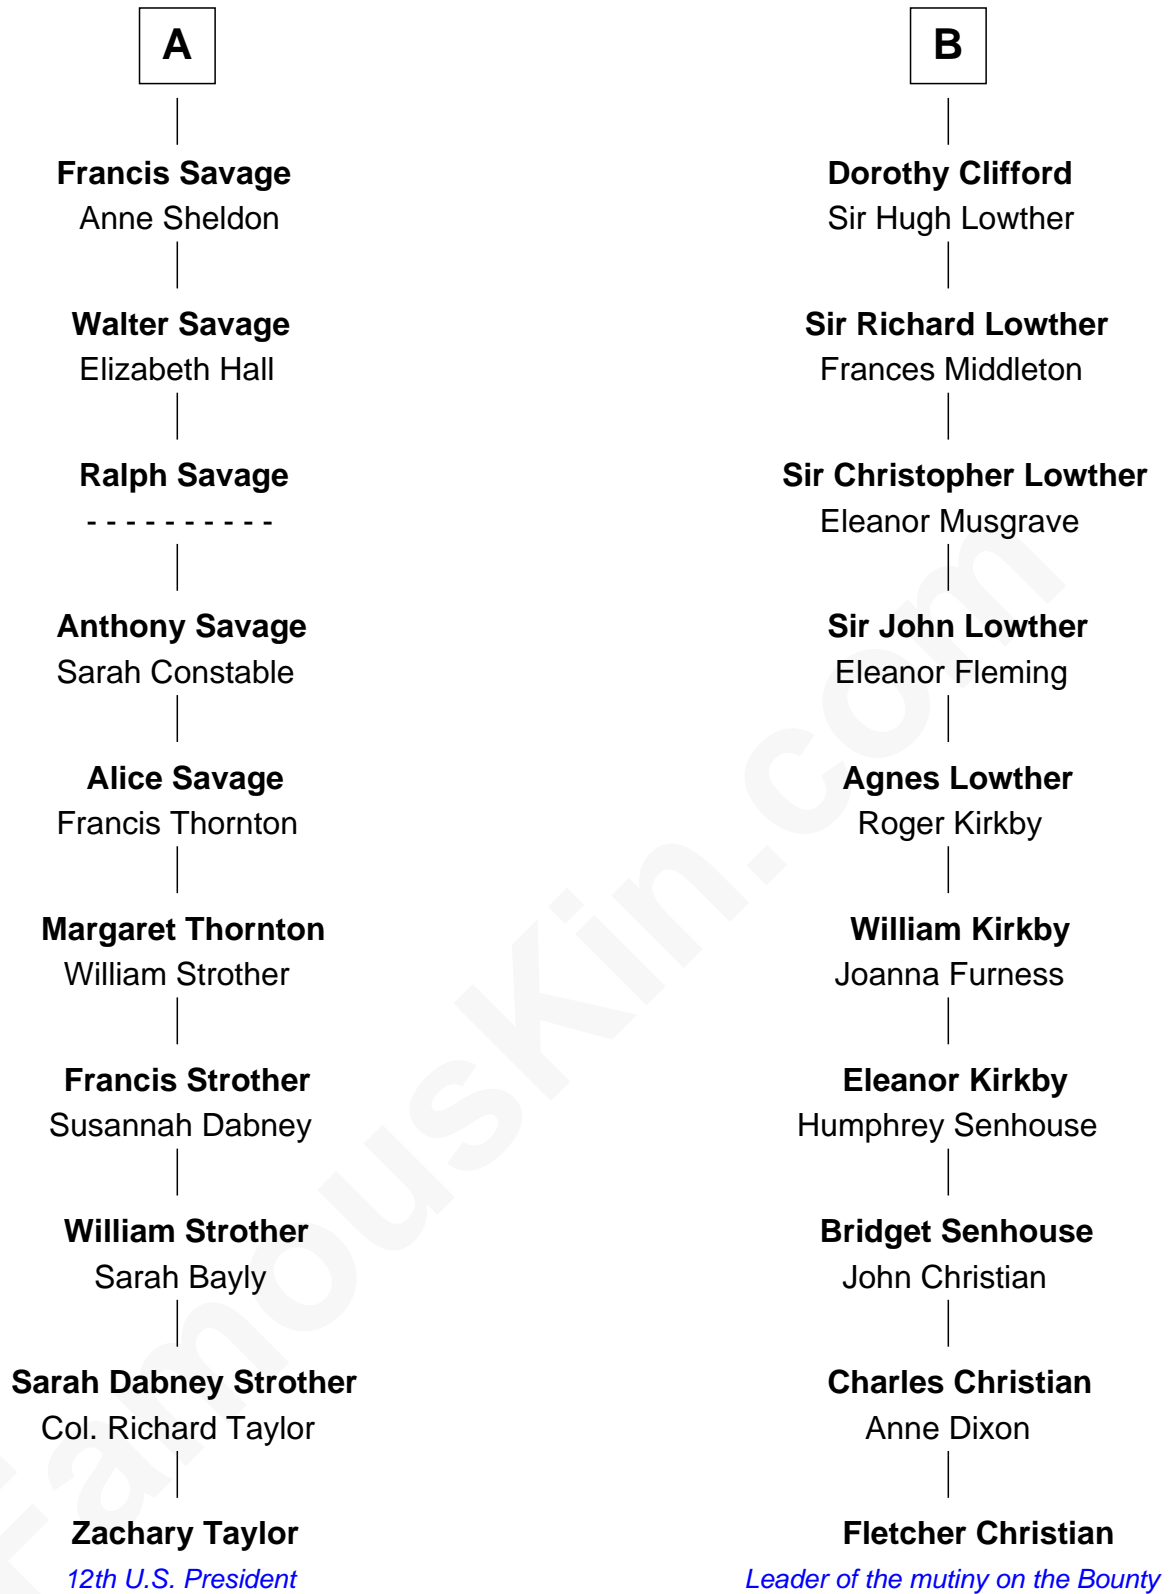 A
Francis Savage
Anne Sheldon
Walter Savage
Elizabeth Hall
Ralph Savage
- - - - - - - - - -
Anthony Savage
Sarah Constable
Alice Savage
Francis Thornton
Margaret Thornton
William Strother
Francis Strother
Susannah Dabney
William Strother
Sarah Bayly
Sarah Dabney Strother
Col. Richard Taylor
Zachary Taylor
12th U.S. President
B
Dorothy Clifford
Sir Hugh Lowther
Sir Richard Lowther
Frances Middleton
Sir Christopher Lowther
Eleanor Musgrave
Sir John Lowther
Eleanor Fleming
Agnes Lowther
Roger Kirkby
William Kirkby
Joanna Furness
Eleanor Kirkby
Humphrey Senhouse
Bridget Senhouse
John Christian
Charles Christian
Anne Dixon
Fletcher Christian
Leader of the mutiny on the Bounty
FamousKin.com